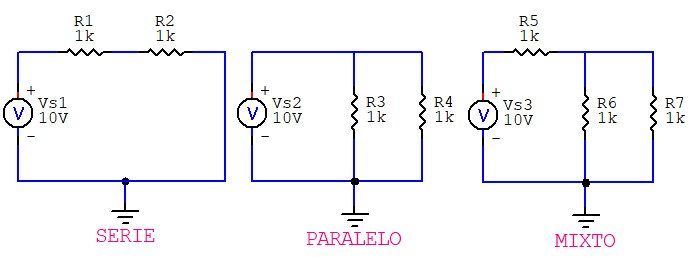 R1
1k
R2
1k
+
V
Vs1
10V
−
SERIE
+
V
Vs2
10V
−
R3
1k
R4
1k
PARALELO
R5
1k
+
V
Vs3
10V
−
R6
1k
R7
1k
MIXTO